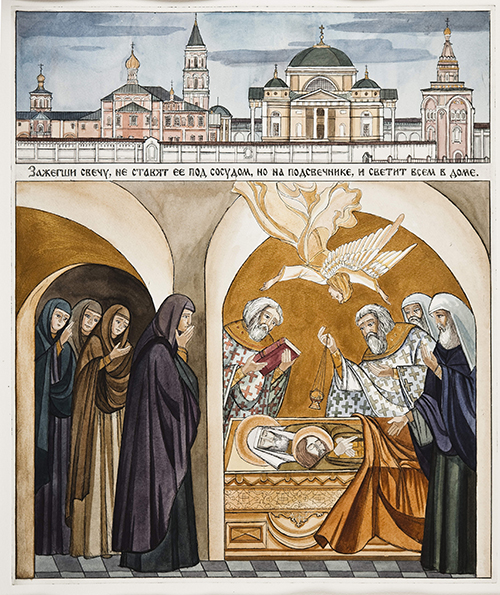 Зажегши свечу, не ставят ее под сосудом, но на подсвечнике, и светит всем в доме.